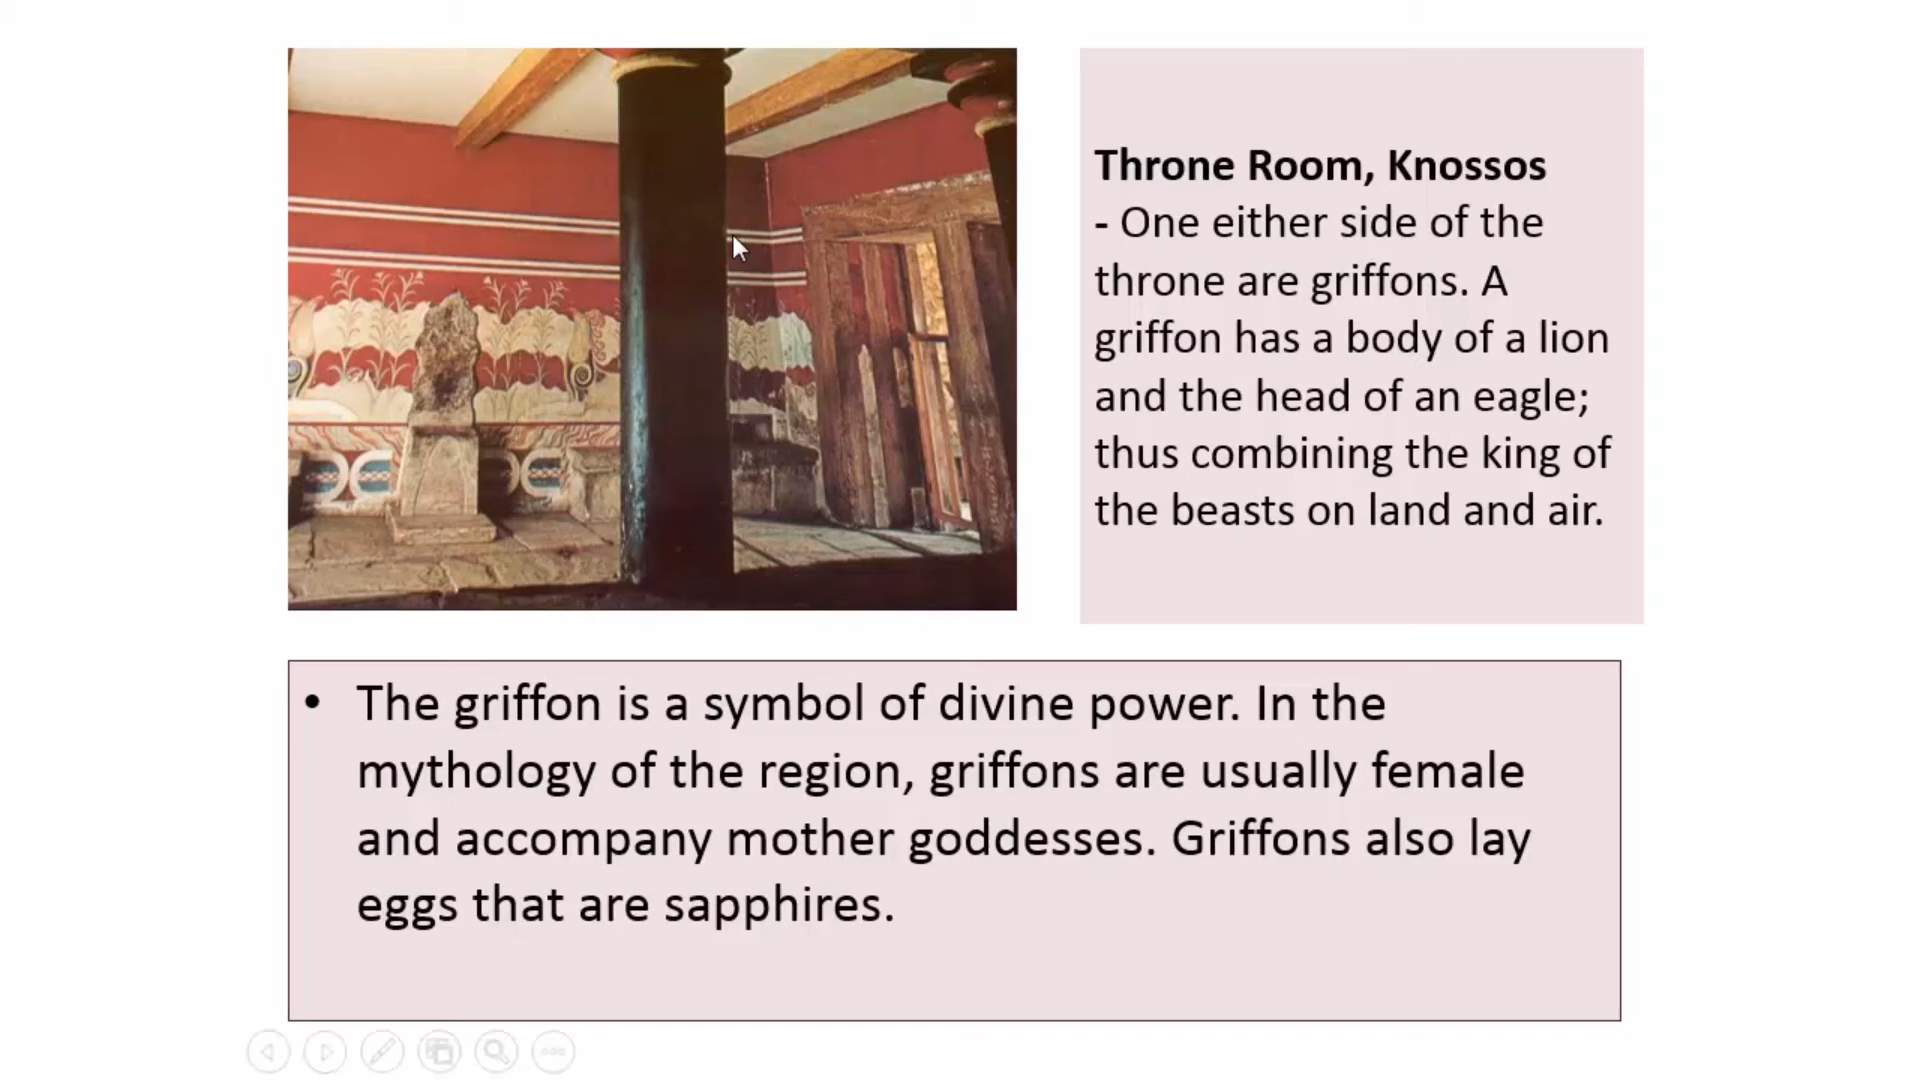 Throne Room, Knossos
- One either side of the
throne are griffons. A
griffon has a body of a lion
and the head of an eagle;
thus combining the king of
the beasts on land and air.
• The griffon is a symbol of divine power. In the
mythology of the region, griffons are usually female
and accompany mother goddesses. Griffons also lay
eggs that are sapphires.